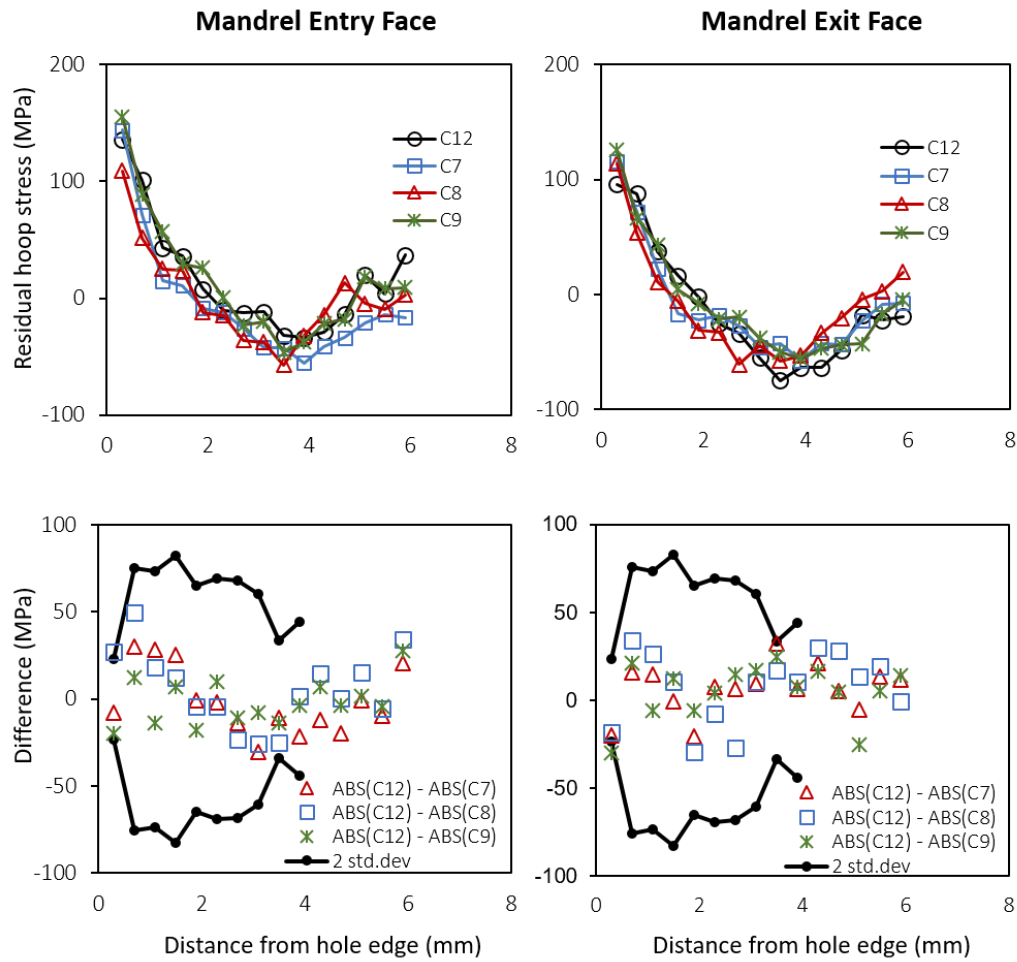 Mandrel Entry Face
Mandrel Exit Face
Residual hoop stress (MPa)
200
100
0
-100
0
2
4
6
8
C12
C7
C8
C9
200
100
0
-100
0
2
4
6
8
C12
C7
C8
C9
Difference (MPa)
100
50
0
-50
-100
0
2
4
6
8
ABS(C12) - ABS(C7)
ABS(C12) - ABS(C8)
ABS(C12) - ABS(C9)
2 std.dev
Distance from hole edge (mm)
100
50
0
-50
-100
0
2
4
6
8
ABS(C12) - ABS(C7)
ABS(C12) - ABS(C8)
ABS(C12) - ABS(C9)
2 std.dev
Distance from hole edge (mm)